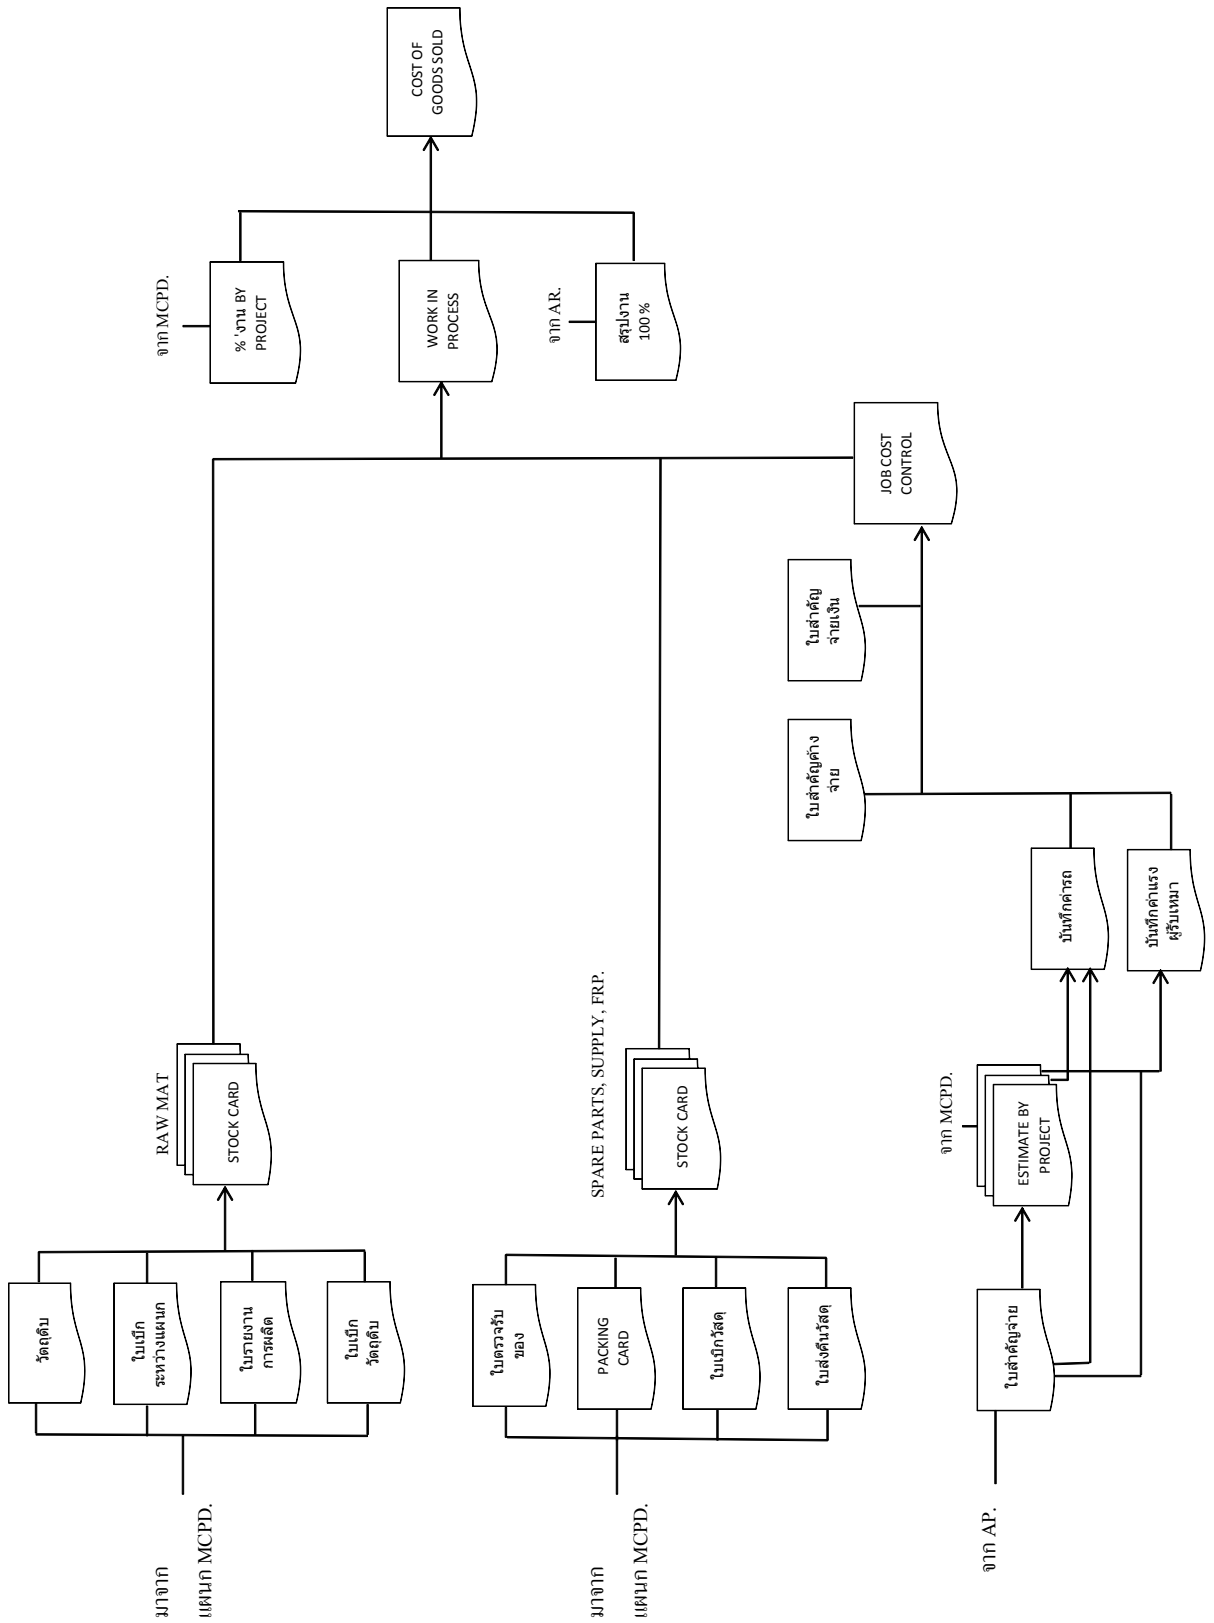 มาจาก
แผนก MCPD.
วัตถุดิบ
ใบเบิก
ระหว่างแผนก
ใบรายงาน
การผลิต
ใบเบิก
วัตถุดิบ
RAW MAT
STOCK CARD
จาก MCPD.
% 'งาน BY
PROJECT
WORK IN
PROCESS
จาก AR.
สรุปงาน
100 %
COST OF
GOODS SOLD
มาจาก
แผนก MCPD.
ใบตรวจรับ
ของ
PACKING
CARD
ใบเบิกวัสดุ
ใบส่งคืนวัสดุ
SPARE PARTS, SUPPLY, FRP.
STOCK CARD
ใบสำคัญค้าง
จ่าย
ใบสำคัญ
จ่ายเงิน
JOB COST
CONTROL
จาก AP.
ใบสำคัญจ่าย
จาก MCPD.
ESTIMATE BY
PROJECT
บันทึกค่ารถ
บันทึกค่าแรง
ผู้รับเหมา